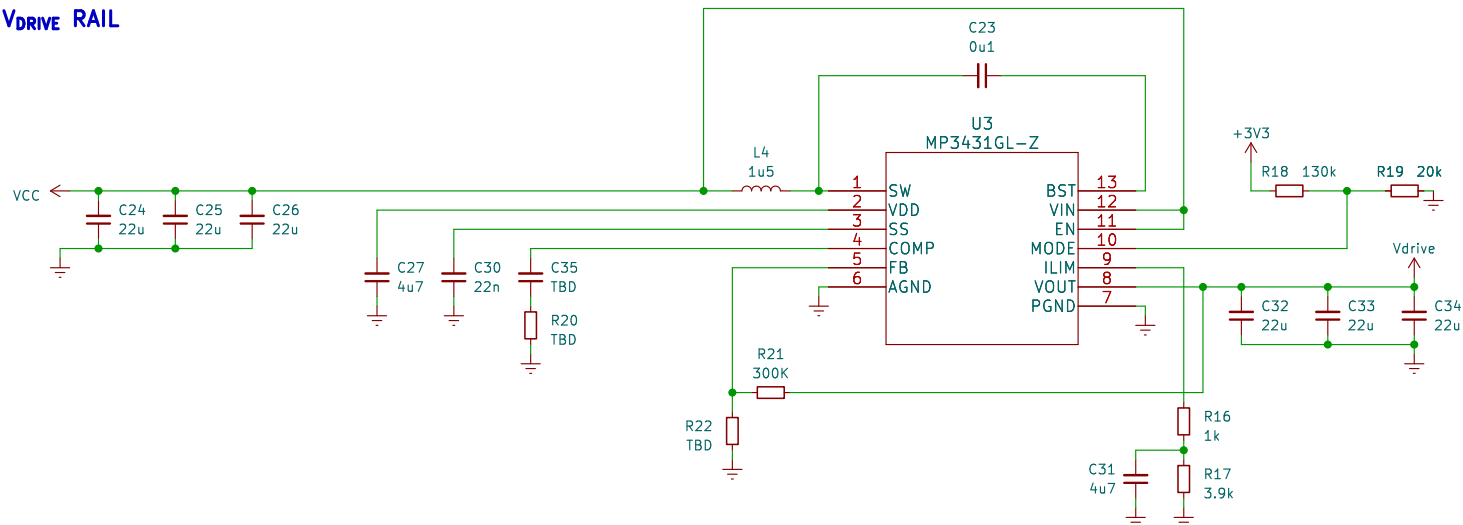 VDRIVE RAIL
C23
0u1
U3
MP3431GL-Z
+3V3
L4
1u5
R18 130k
R19 20k
VCC
1
SW
BST
13
2
VDD
VIN
12
3
SS
EN
11
4
COMP
MODE
10
5
FB
ILIM
9
6
AGND
VOUT
8
PGND
7
C24
22u
C25
22u
C26
22u
Vdrive
C27
4u7
C30
22n
C35
TBD
C32
22u
C33
22u
C34
22u
R20
TBD
R21
300K
R22
TBD
R16
1k
C31
4u7
R17
3.9k